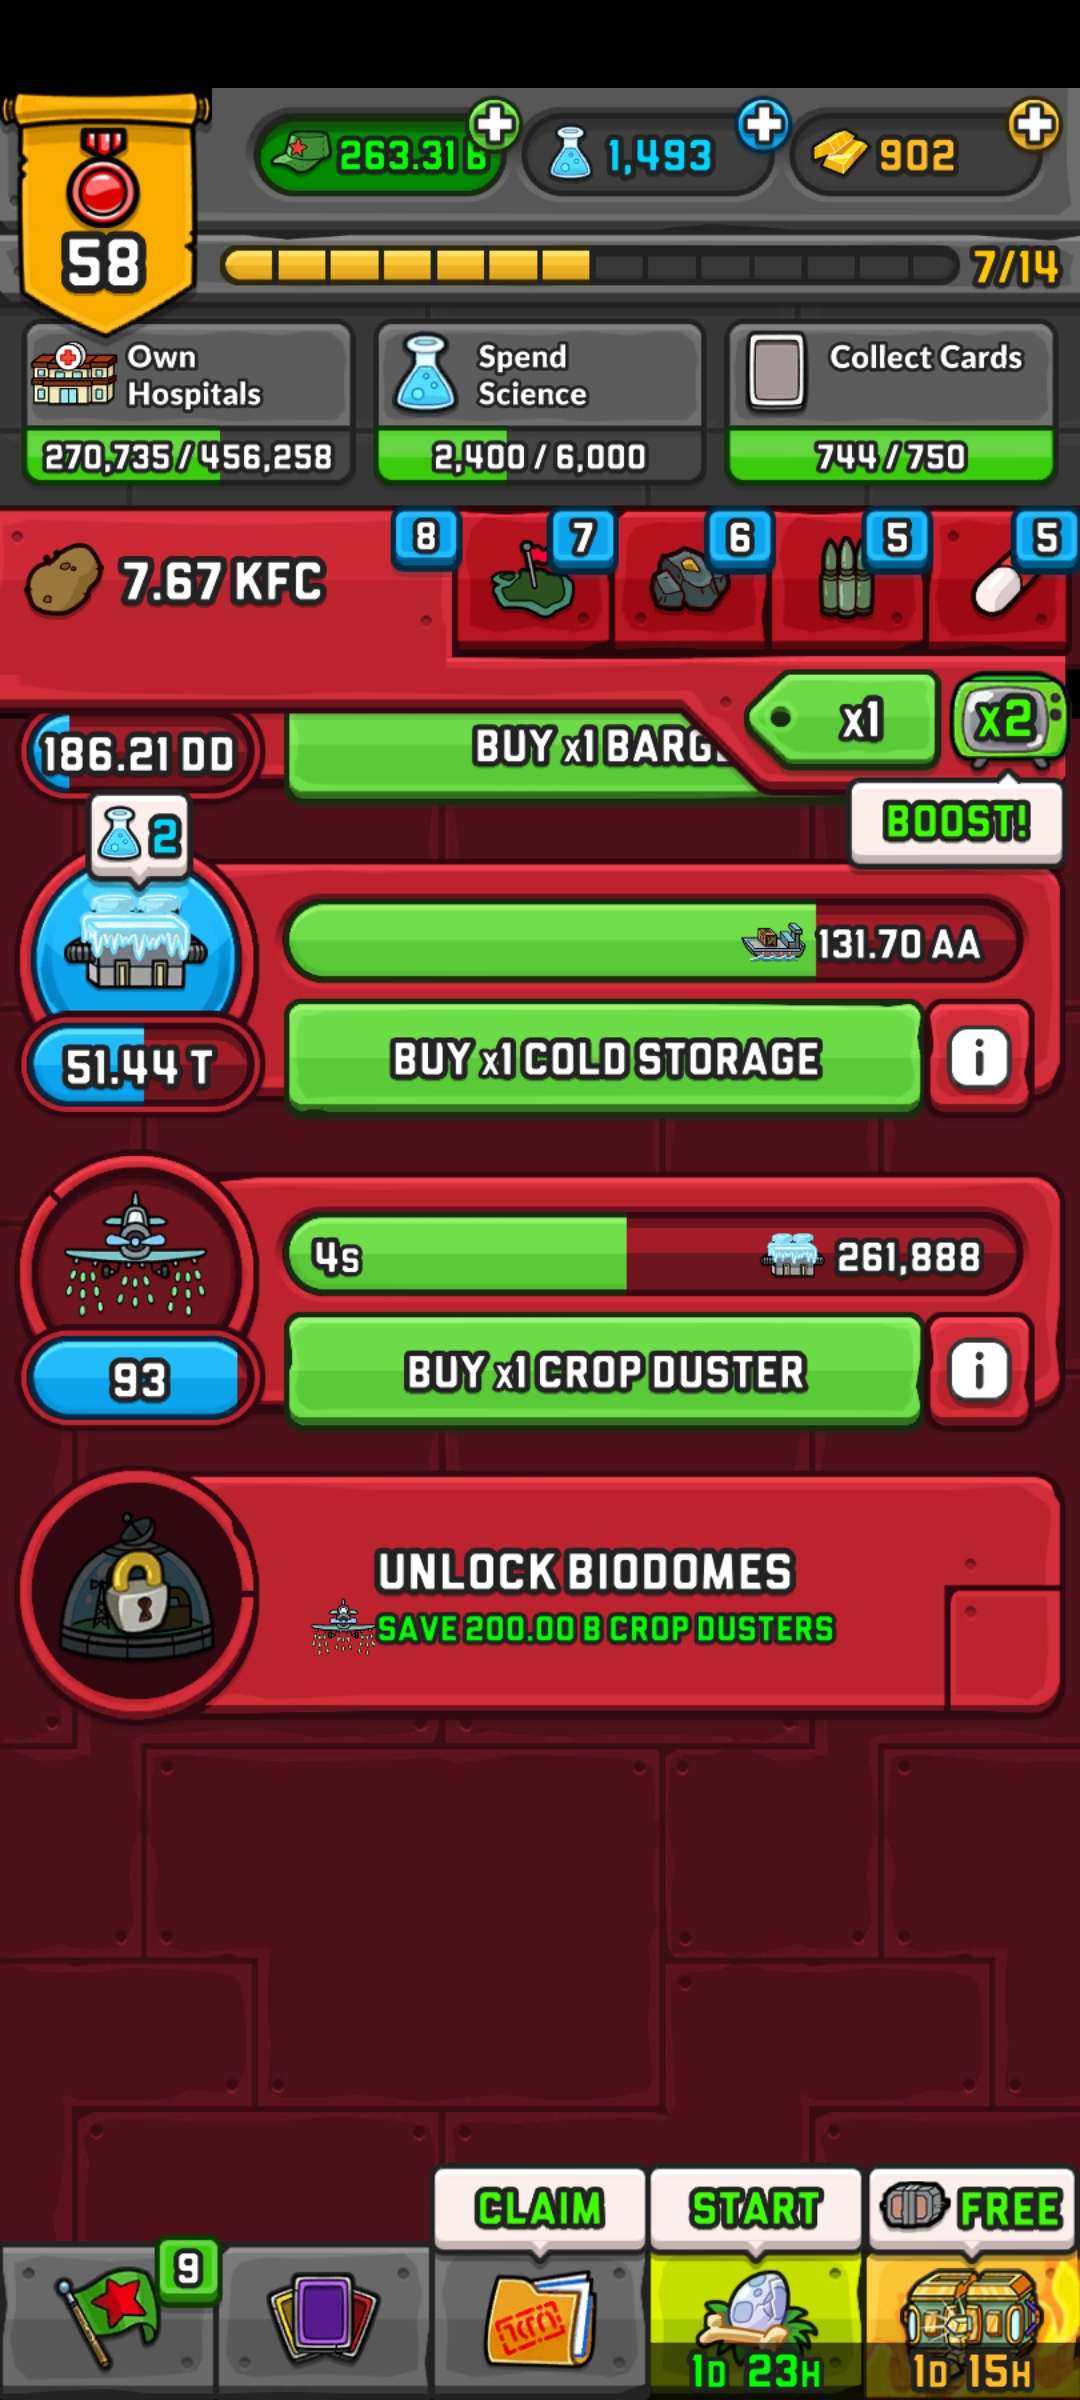 263.31 B
1,493
902
58
7/14
Own
Hospitals
270,735/456,258
Spend
Science
2,400/6,000
Collect Cards
744/750
7.67 KFC
8
7
6
5
5
186.21 DD
BUY x1 BARG
x1
x2
BOOST!
2
131.70 AA
51.44 T
BUY x1 COLD STORAGE
i
4s
261,888
93
BUY x1 CROP DUSTER
i
UNLOCK BIODOMES
SAVE 200.00 B CROP DUSTERS
CLAIM
START
FREE
9
1D 23H
1D 15H